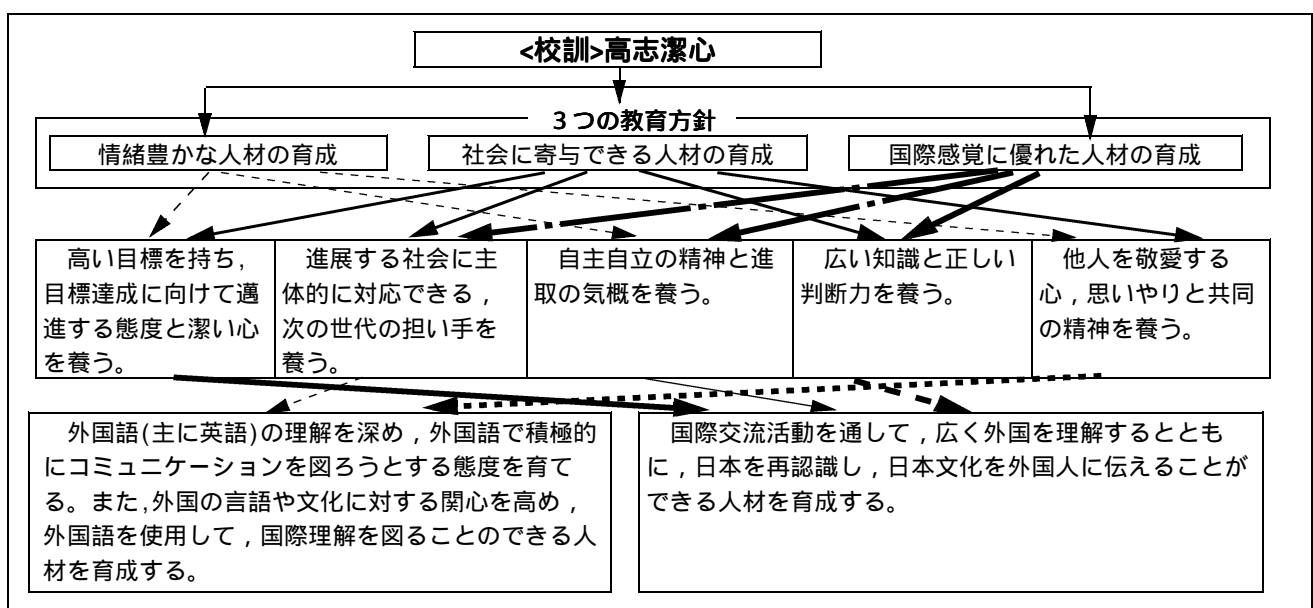 <校訓>高志潔心
３つの教育方針
情緒豊かな人材の育成
社会に寄与できる人材の育成
国際感覚に優れた人材の育成
高い目標を持ち,
目標達成に向けて邁
進する態度と潔い心
を養う。
進展する社会に主
体的に対応できる，
次の世代の担い手を
養う。
自主自立の精神と進
取の気概を養う。
広い知識と正しい
判断力を養う。
他人を敬愛する
心，思いやりと共同
の精神を養う。
外国語(主に英語)の理解を深め，外国語で積極的
にコミュニケーションを図ろうとする態度を育て
る。また,外国の言語や文化に対する関心を高め，
外国語を使用して，国際理解を図ることのできる人
材を育成する。
国際交流活動を通して，広く外国を理解するととも
に，日本を再認識し，日本文化を外国人に伝えることが
できる人材を育成する。